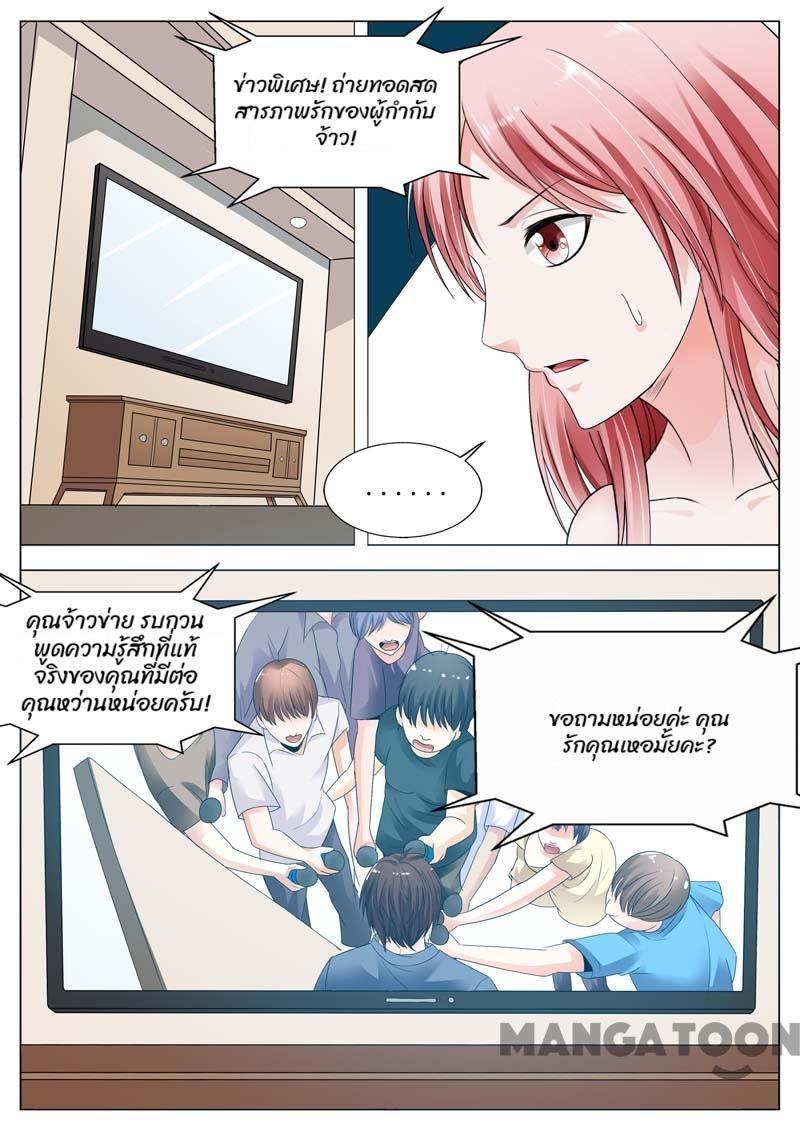 ข่าวพิเศษ! ถ่ายทอดสด
สารภาพรักของผู้กำกับ
จ้าว!
......
คุณจ้าวข่าย รบกวน
พูดความรู้สึกที่แท้
จริงของคุณที่มีต่อ
คุณหว่านหน่อยครับ!
ขอถามหน่อยค่ะ คุณ
รักคุณเหอมั้ยคะ?
MANGATOON